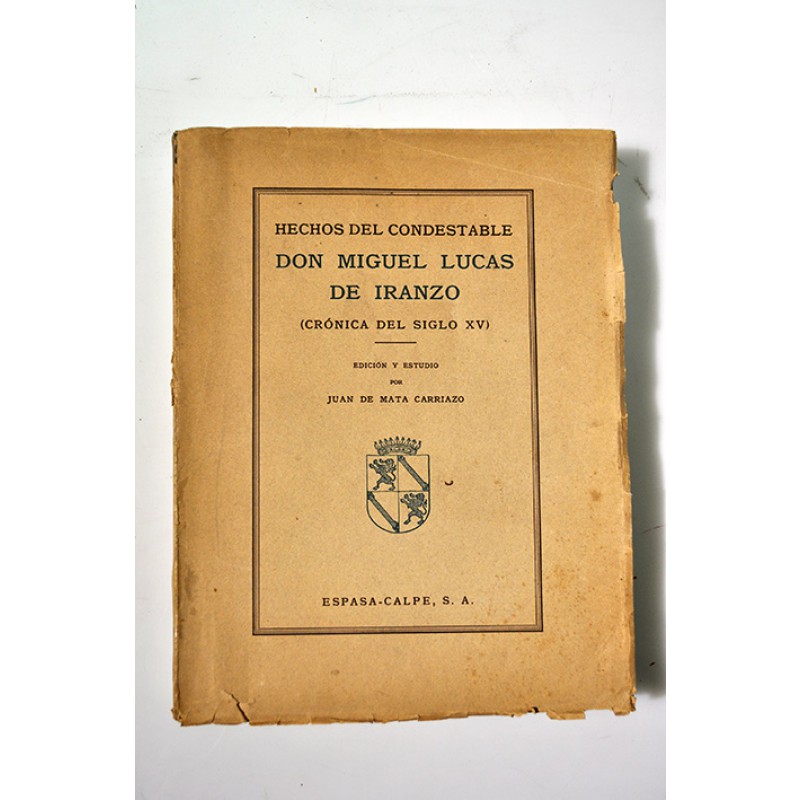 HECHOS DEL CONDESTABLE
DON MIGUEL LUCAS
DE IRANZO
(CRÓNICA DEL SIGLO XV)
EDICIÓN Y ESTUDIO
POR
JUAN DE MATA CARRIAZO
ESPASA-CALPE, S. A.